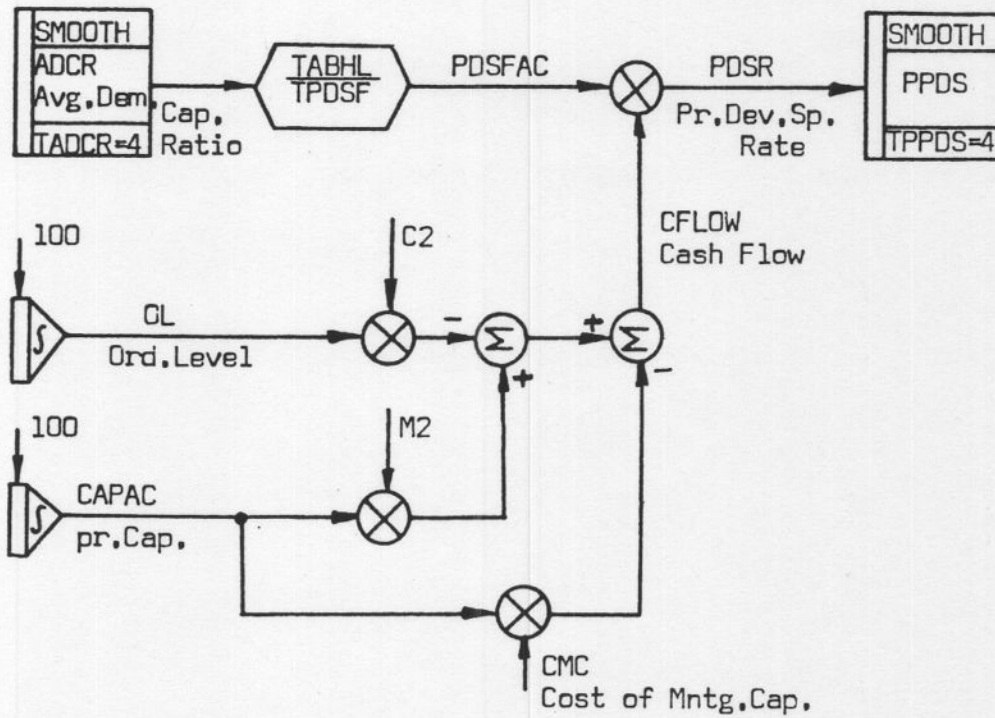 SMOOTH
ADCR
Avg.Dem.Cap.
Ratio
TADCR=4
TABHL
TPDSF
PDSFAC
PDSR
Pr.Dev.Sp.
Rate
SMOOTH
PPDS
TPPDS=4
100
C2
CFLOW
Cash Flow
OL
Ord.Level
-
Σ
+
+
Σ
-
∫
100
M2
CAPAC
pr.Cap.
∫
CMC
Cost of Mntg.Cap.